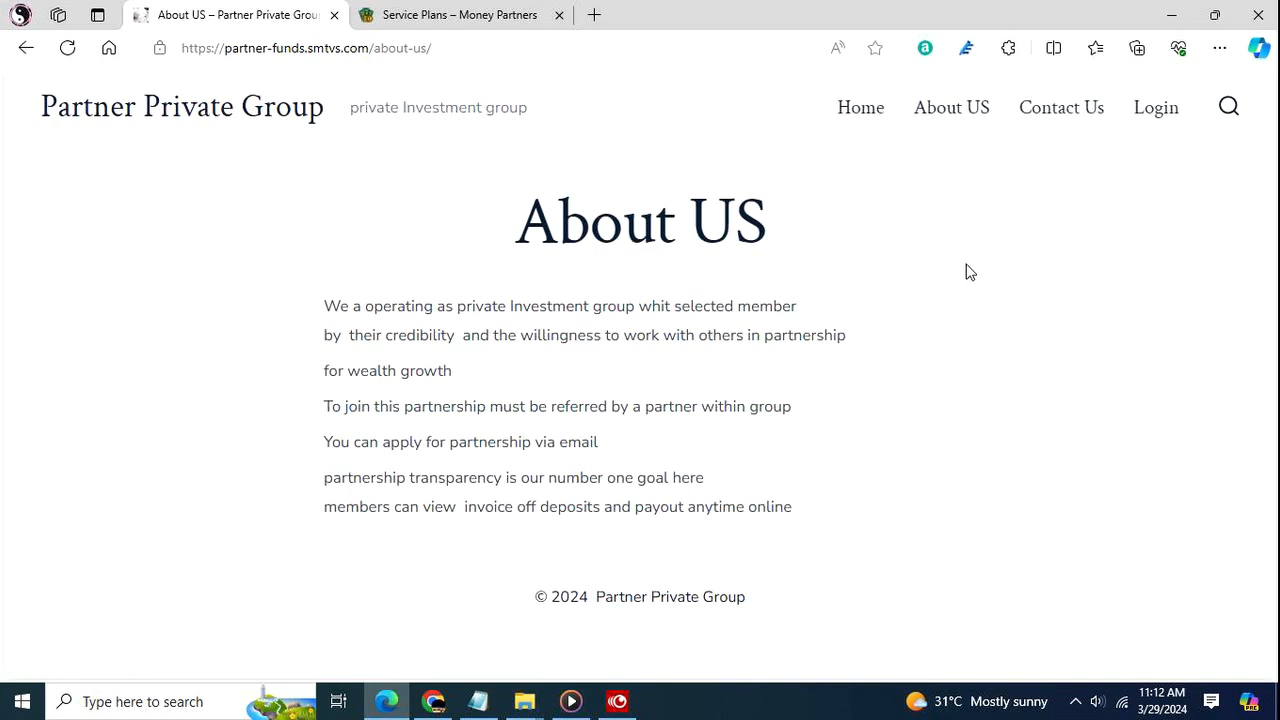 About US – Partner Private Group
Service Plans – Money Partners
https://partner-funds.smtvs.com/about-us/
Partner Private Group
private Investment group
Home
About US
Contact Us
Login
About US
We a operating as private Investment group whit selected member
by their credibility and the willingness to work with others in partnership
for wealth growth
To join this partnership must be referred by a partner within group
You can apply for partnership via email
partnership transparency is our number one goal here
members can view invoice off deposits and payout anytime online
© 2024 Partner Private Group
Type here to search
31°C Mostly sunny
11:12 AM
3/29/2024